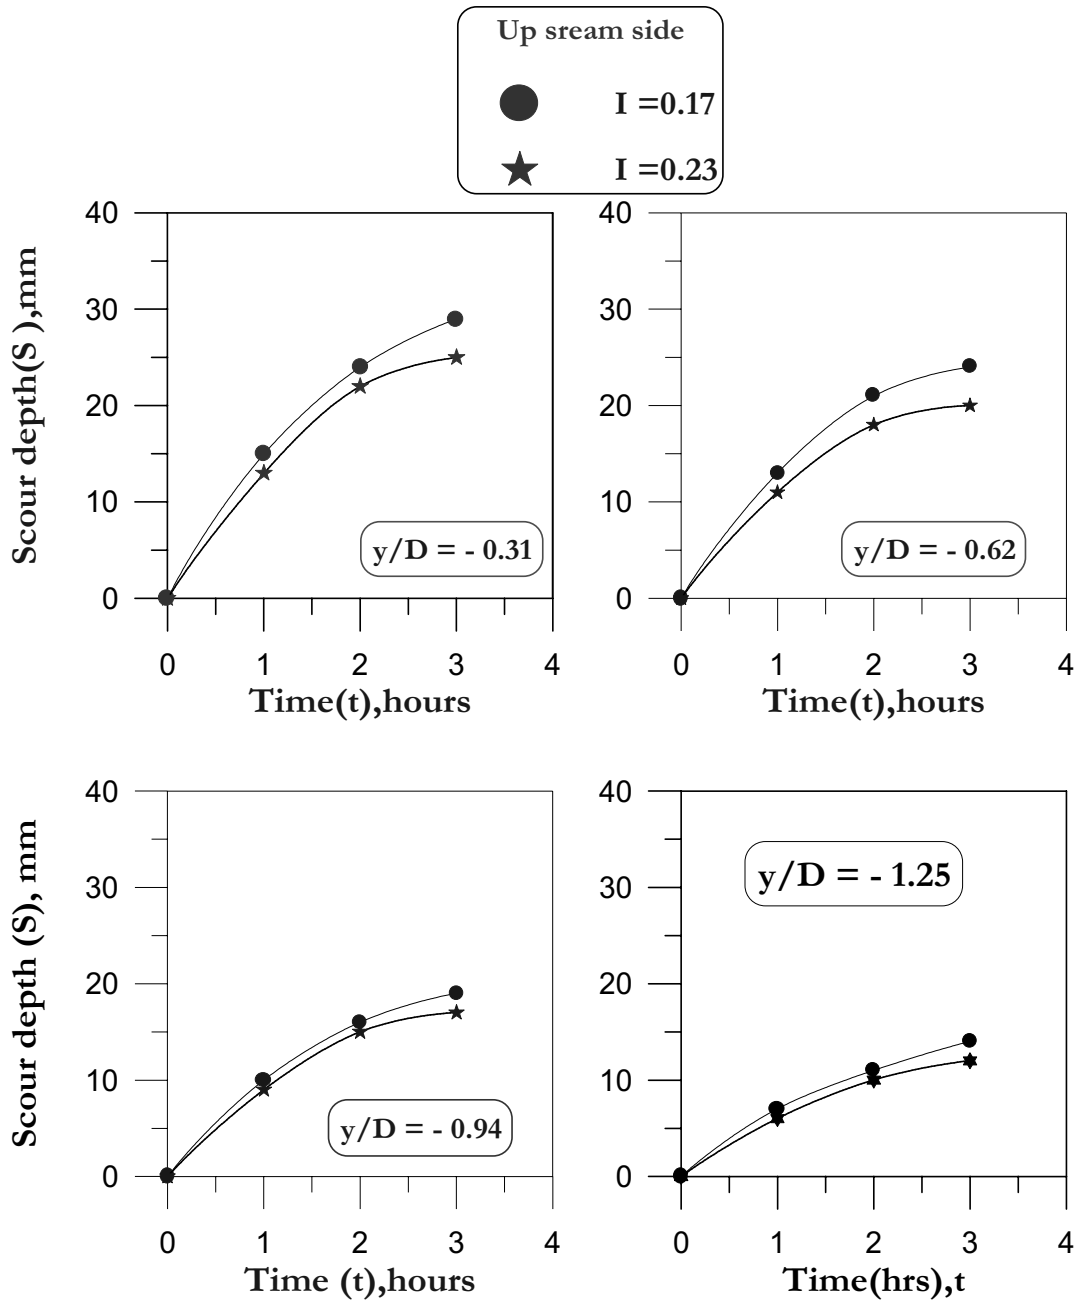 Up sream side
I =0.17
I =0.23
Scour depth(S ),mm
40
30
20
10
0
y/D = - 0.31
0 1 2 3 4
Time(t),hours
40
30
20
10
0
y/D = - 0.62
0 1 2 3 4
Time(t),hours
Scour depth (S), mm
40
30
20
10
0
y/D = - 0.94
0 1 2 3 4
Time (t),hours
40
30
20
10
0
y/D = - 1.25
0 1 2 3 4
Time(hrs),t